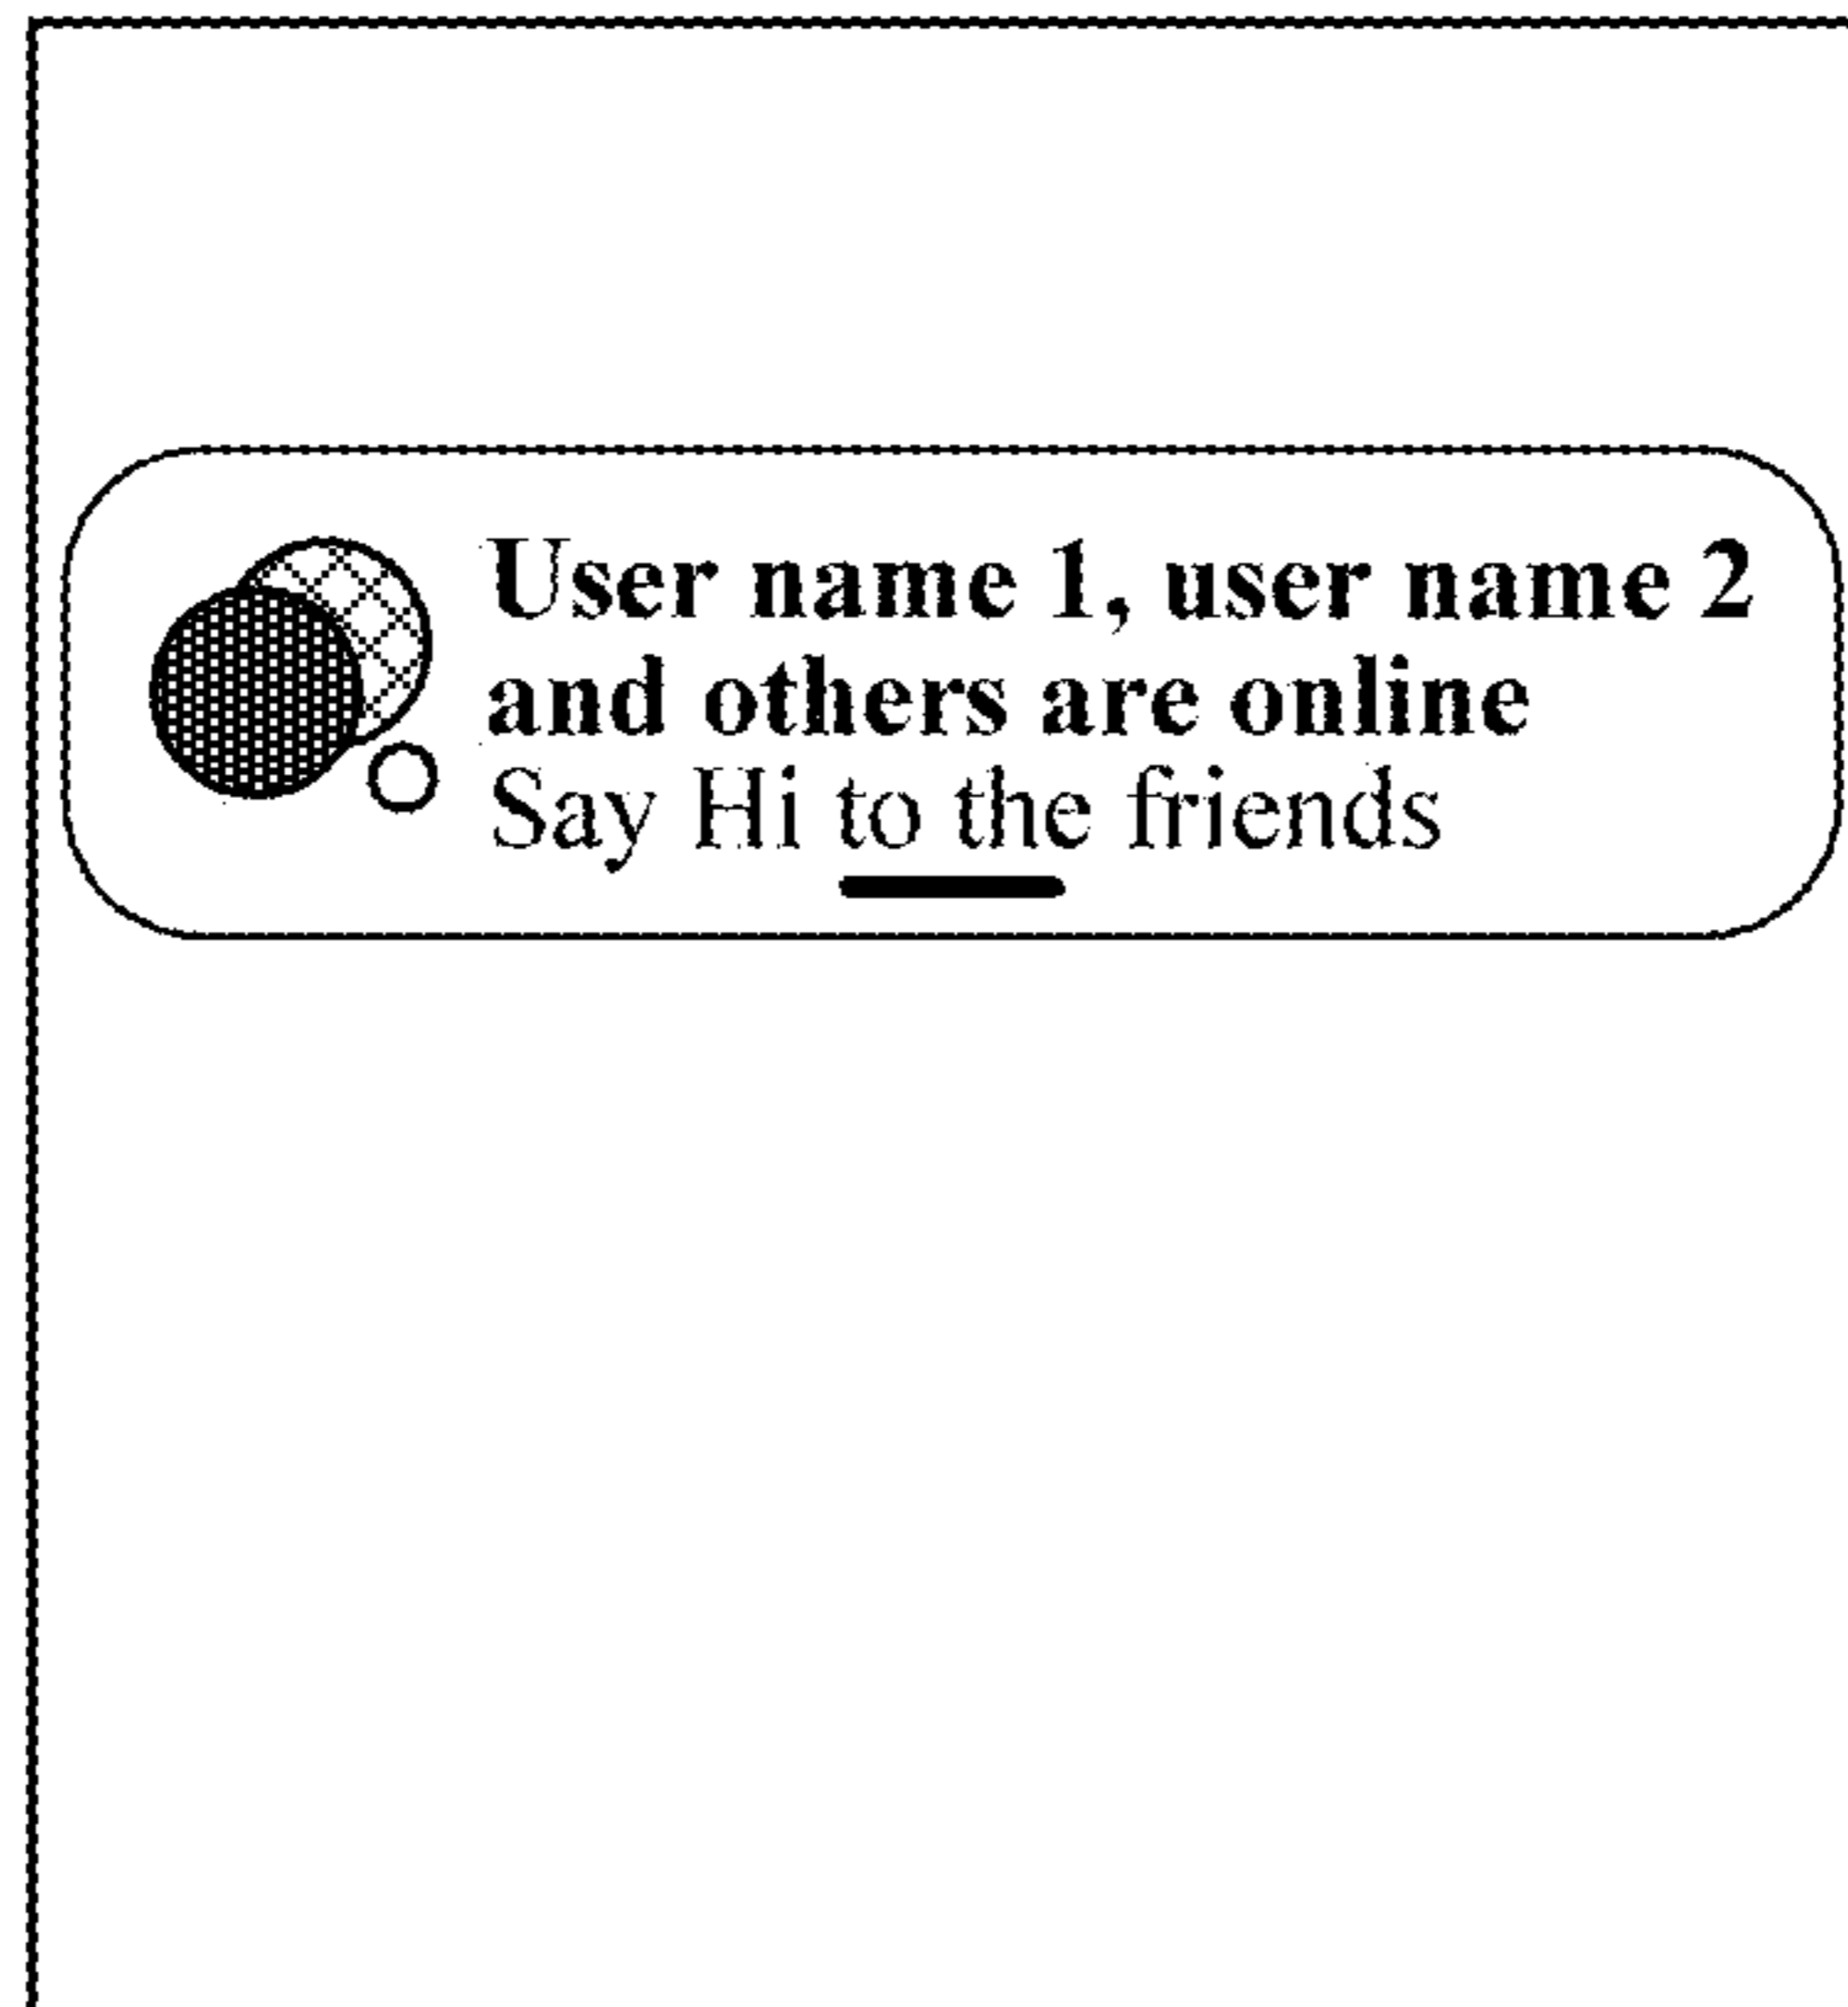 User name 1, user name 2
and others are online
Say Hi to the friends